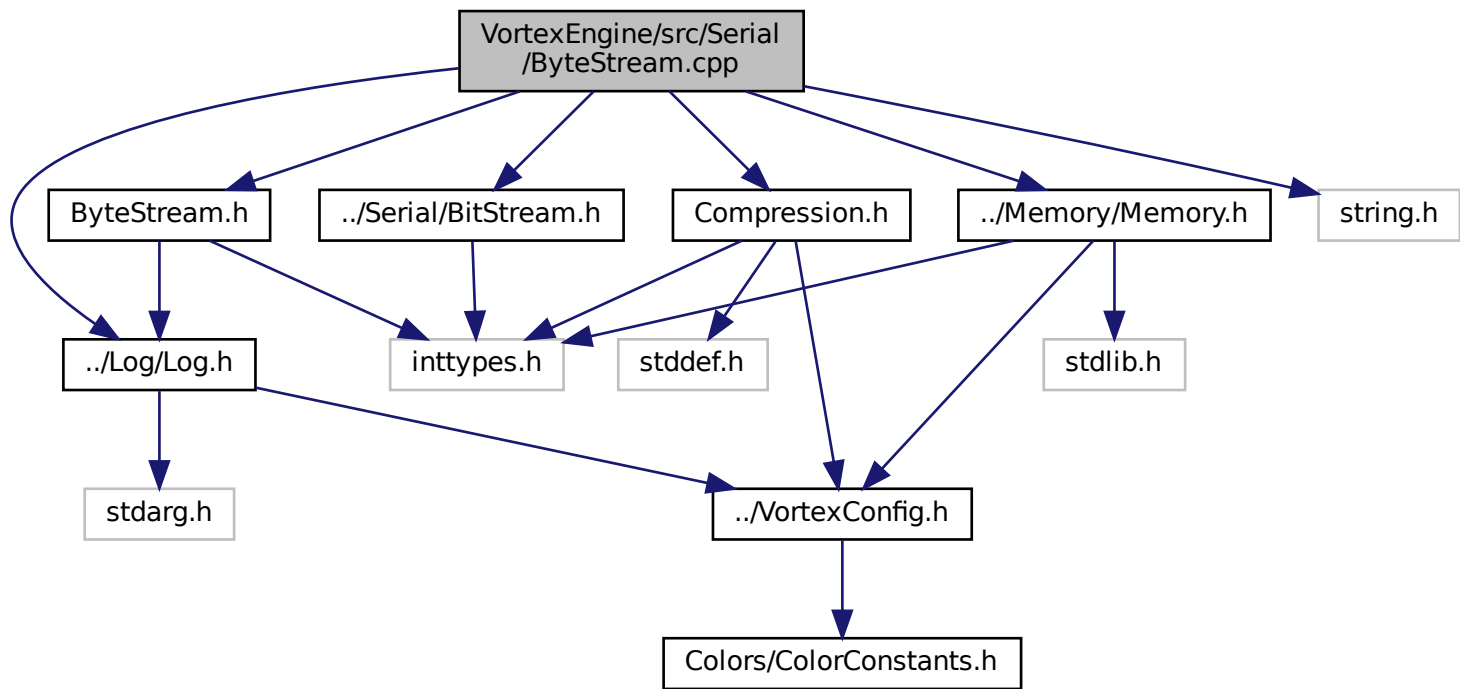 VortexEngine/src/Serial
/ByteStream.cpp
ByteStream.h
../Serial/BitStream.h
Compression.h
../Memory/Memory.h
string.h
../Log/Log.h
inttypes.h
stddef.h
stdlib.h
stdarg.h
../VortexConfig.h
Colors/ColorConstants.h